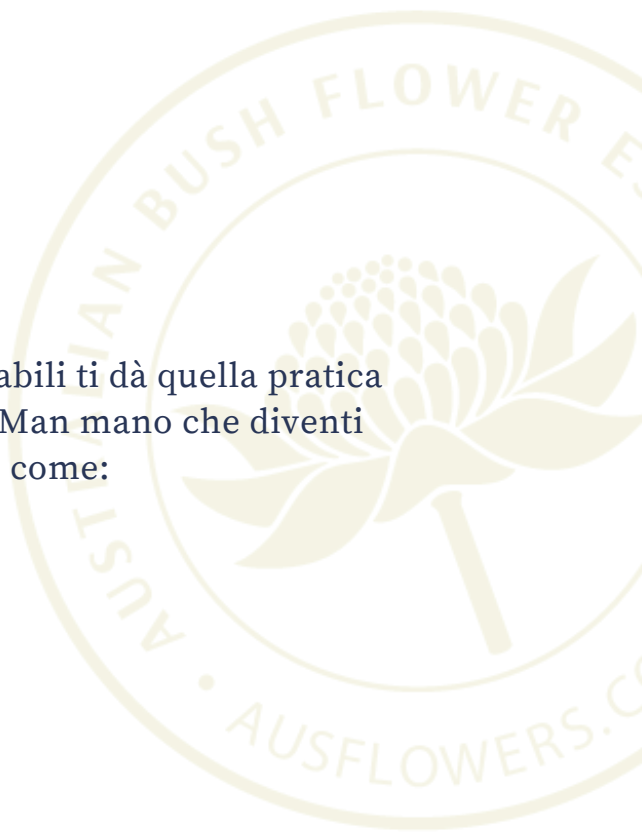 AUSTRALIAN BUSH FLOWER
abili ti dà quella pratica
Man mano che diventi
come:
AUSFLOWERS.